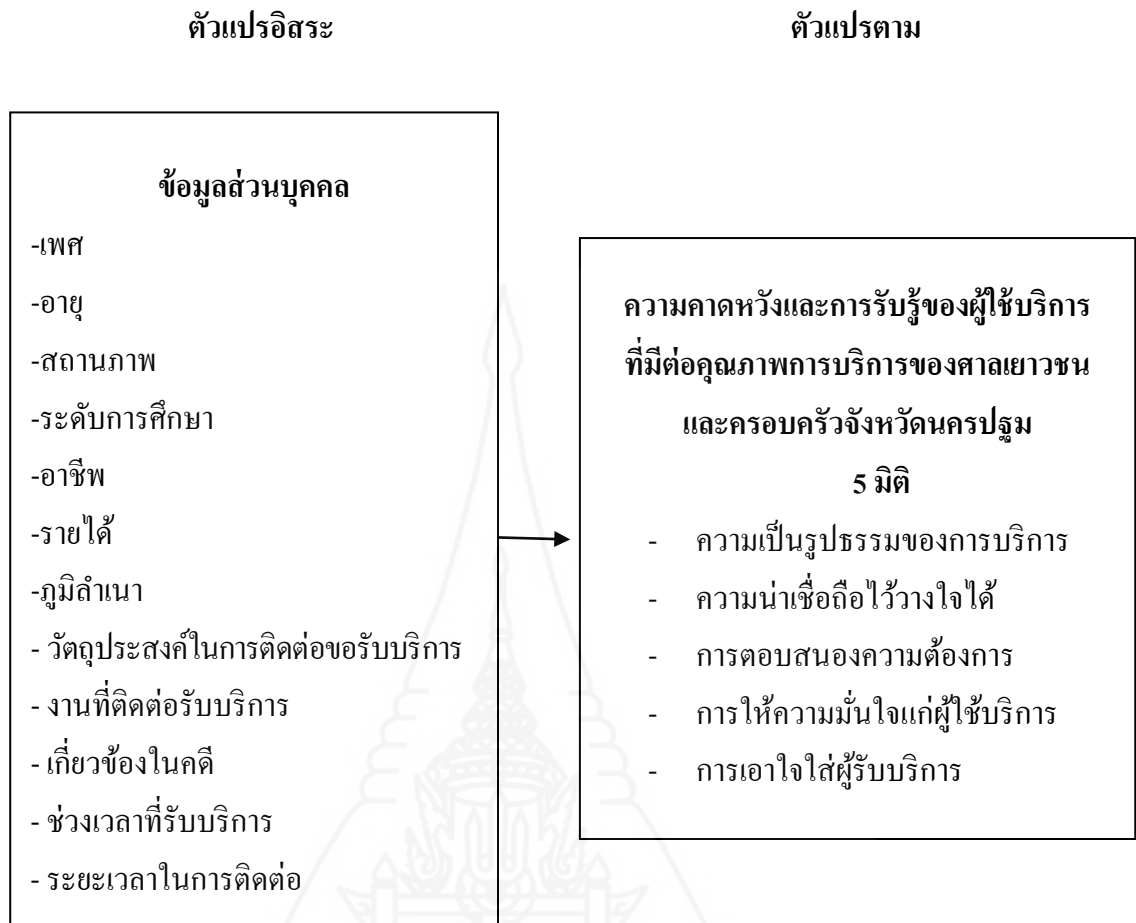 ตัวแปรอิสระ
ตัวแปรตาม
ข้อมูลส่วนบุคคล
-เพศ
-อายุ
-สถานภาพ
-ระดับการศึกษา
-อาชีพ
-รายได้
-ภูมิลำเนา
- วัตถุประสงค์ในการติดต่อขอรับบริการ
- งานที่ติดต่อรับบริการ
- เกี่ยวข้องในคดี
- ช่วงเวลาที่รับบริการ
- ระยะเวลาในการติดต่อ
ความคาดหวังและการรับรู้ของผู้ใช้บริการ
ที่มีต่อคุณภาพการบริการของศาลเยาวชน
และครอบครัวจังหวัดนครปฐม
5 มิติ
- ความเป็นรูปธรรมของการบริการ
- ความน่าเชื่อถือไว้วางใจได้
- การตอบสนองความต้องการ
- การให้ความมั่นใจแก่ผู้ใช้บริการ
- การเอาใจใส่ผู้รับบริการ